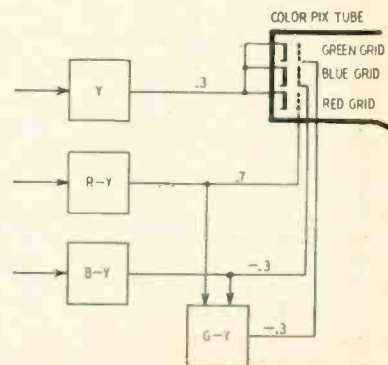 COLOR PIX TUBE
GREEN GRID
BLUE GRID
RED GRID
Y
.3
R-Y
.7
B-Y
-.3
G-Y
-.3